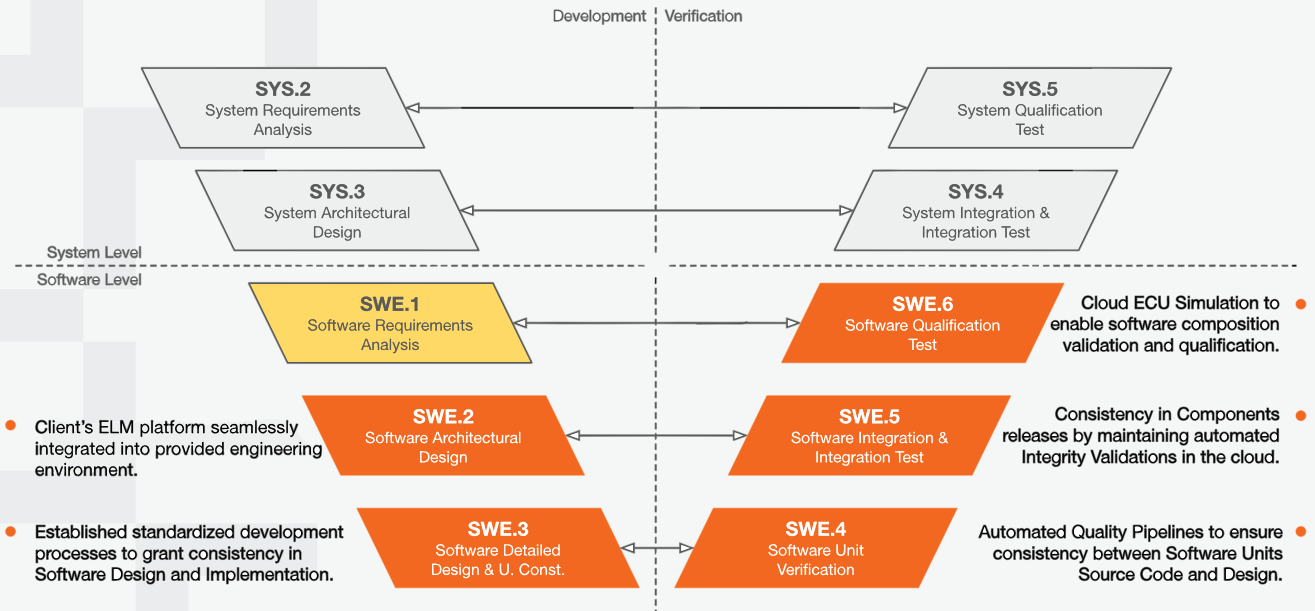 Development Verification
SYS.2
System Requirements
Analysis
SYS.5
System Qualification
Test
SYS.3
System Architectural
Design
SYS.4
System Integration &
Integration Test
System Level
Software Level
SWE.1
Software Requirements
Analysis
SWE.6
Software Qualification
Test
Cloud ECU Simulation to
enable software composition
validation and qualification.
Client's ELM platform seamlessly
integrated into provided engineering
environment.
SWE.2
Software Architectural
Design
SWE.5
Software Integration &
Integration Test
Consistency in Components
releases by maintaining automated
Integrity Validations in the cloud.
Established standardized development
processes to grant consistency in
Software Design and Implementation.
SWE.3
Software Detailed
Design & U. Const.
SWE.4
Software Unit
Verification
Automated Quality Pipelines to ensure
consistency between Software Units
Source Code and Design.